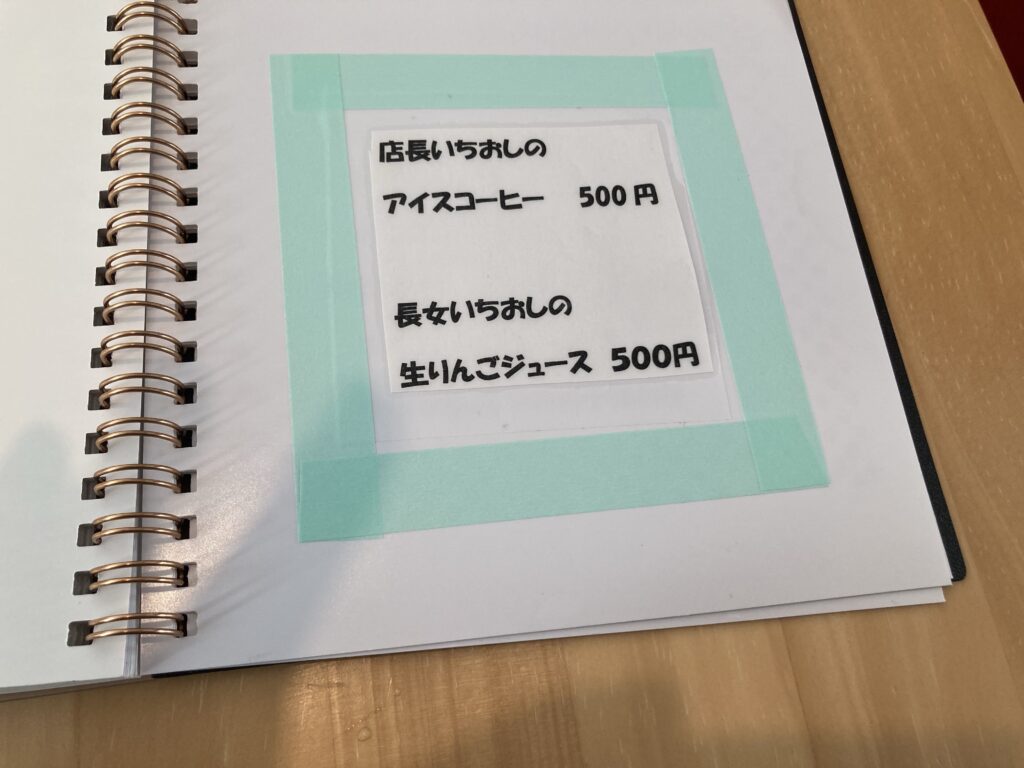 店長いちおしの
アイスコーヒー 500円
長女いちおしの
生りんごジュース 500円